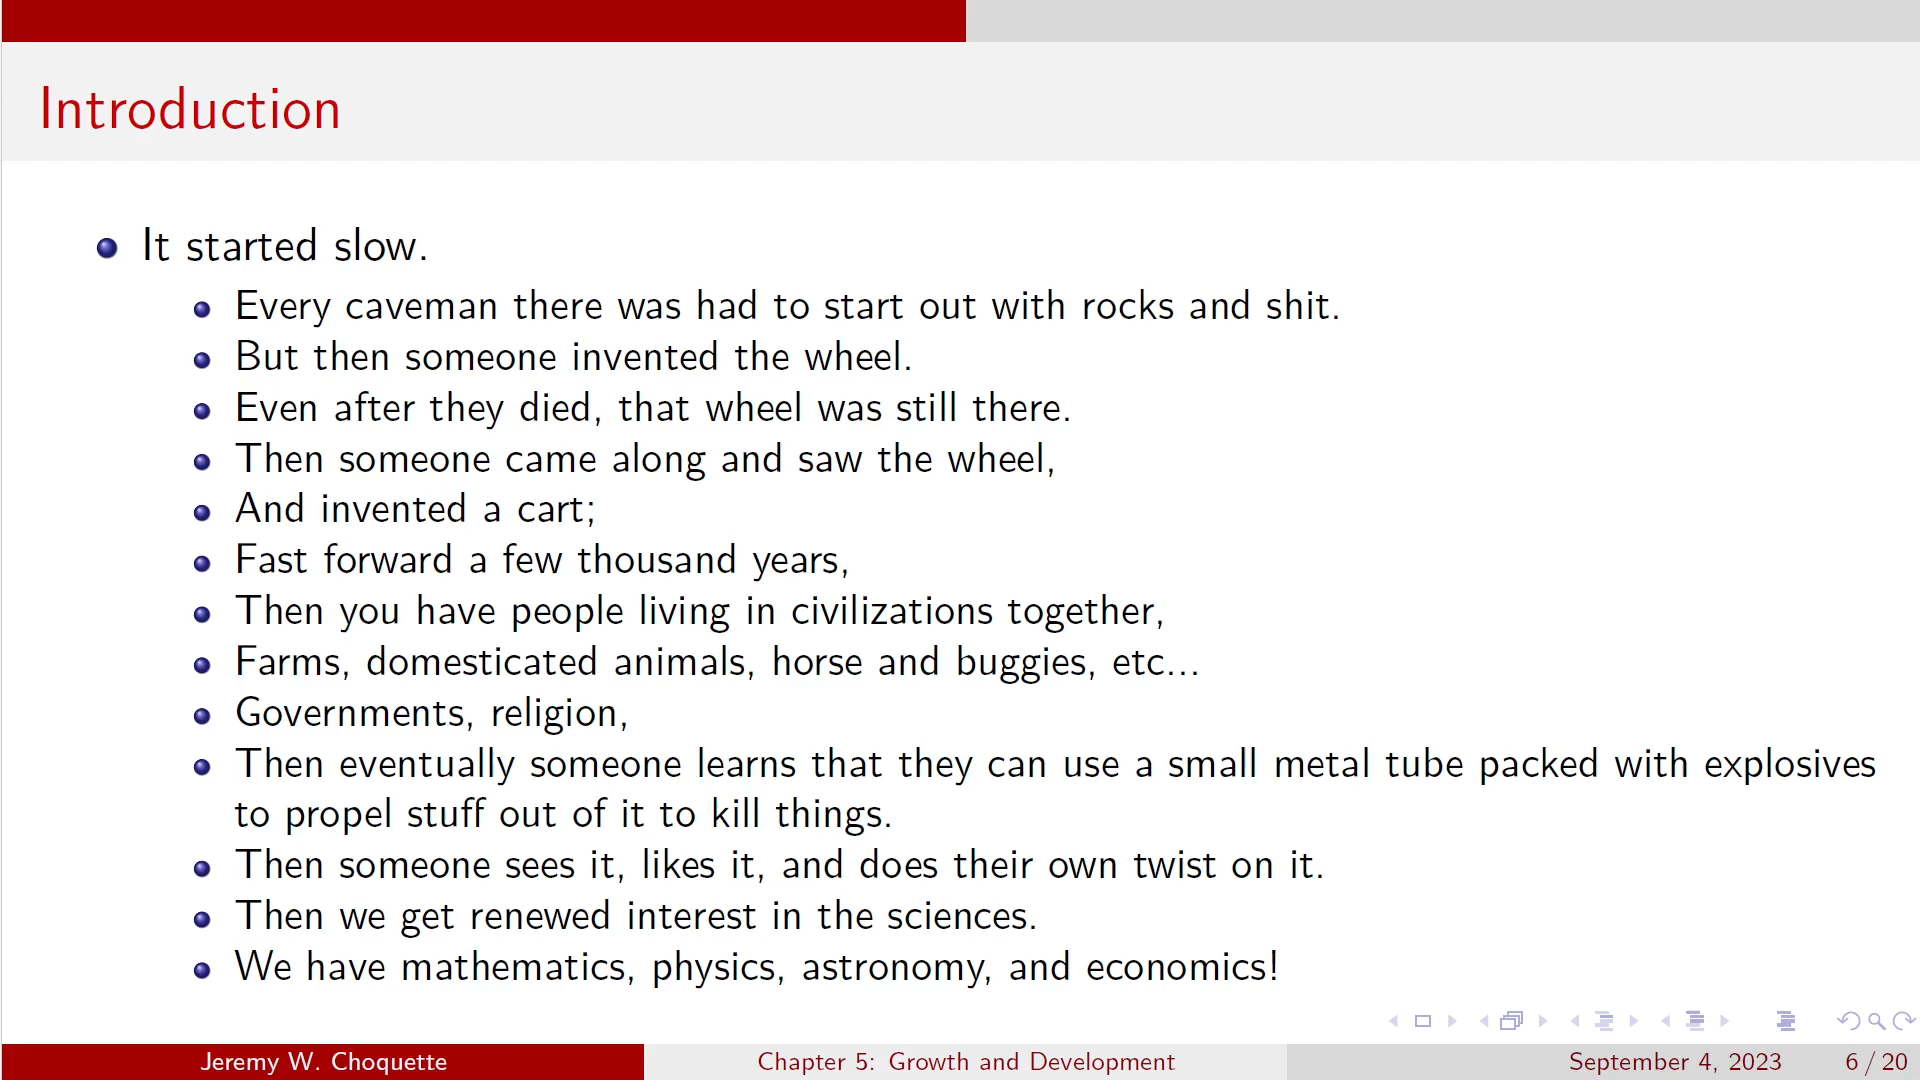 Introduction
It started slow.
Every caveman there was had to start out with rocks and shit.
But then someone invented the wheel.
Even after they died, that wheel was still there.
Then someone came along and saw the wheel,
And invented a cart;
Fast forward a few thousand years,
Then you have people living in civilizations together,
Farms, domesticated animals, horse and buggies, etc...
Governments, religion,
Then eventually someone learns that they can use a small metal tube packed with explosives
to propel stuff out of it to kill things.
Then someone sees it, likes it, and does their own twist on it.
Then we get renewed interest in the sciences.
We have mathematics, physics, astronomy, and economics!
Jeremy W. Choquette Chapter 5: Growth and Development September 4, 2023 6 / 20